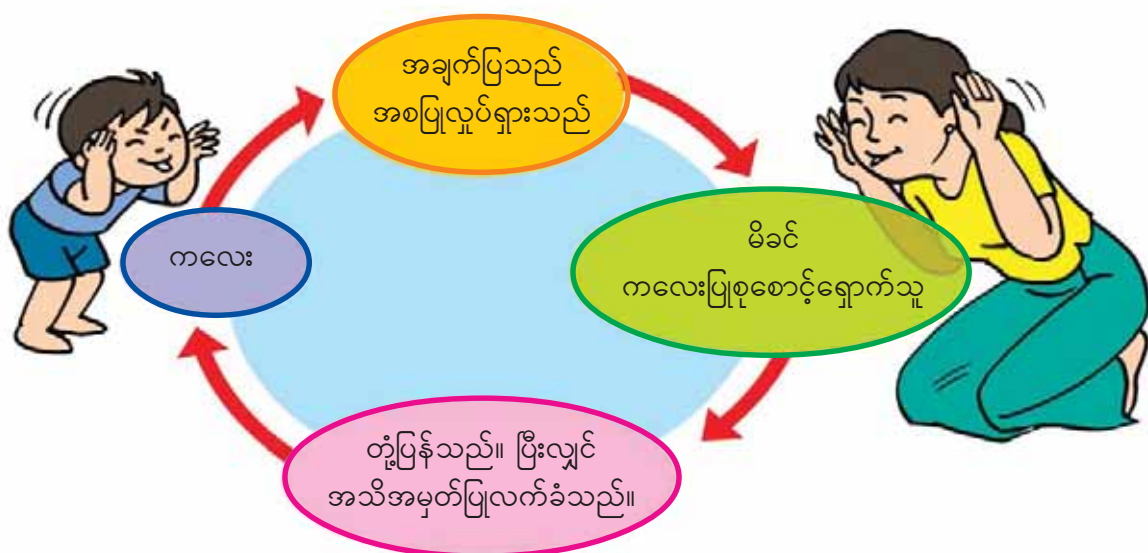 အချက်ပြသည်
အစပြုလှုပ်ရှားသည်
ကလေး
မိခင်
ကလေးပြုစုစောင့်ရှောက်သူ
တုံ့ပြန်သည်။ ပြီးလျှင်
အသိအမှတ်ပြုလက်ခံသည်။